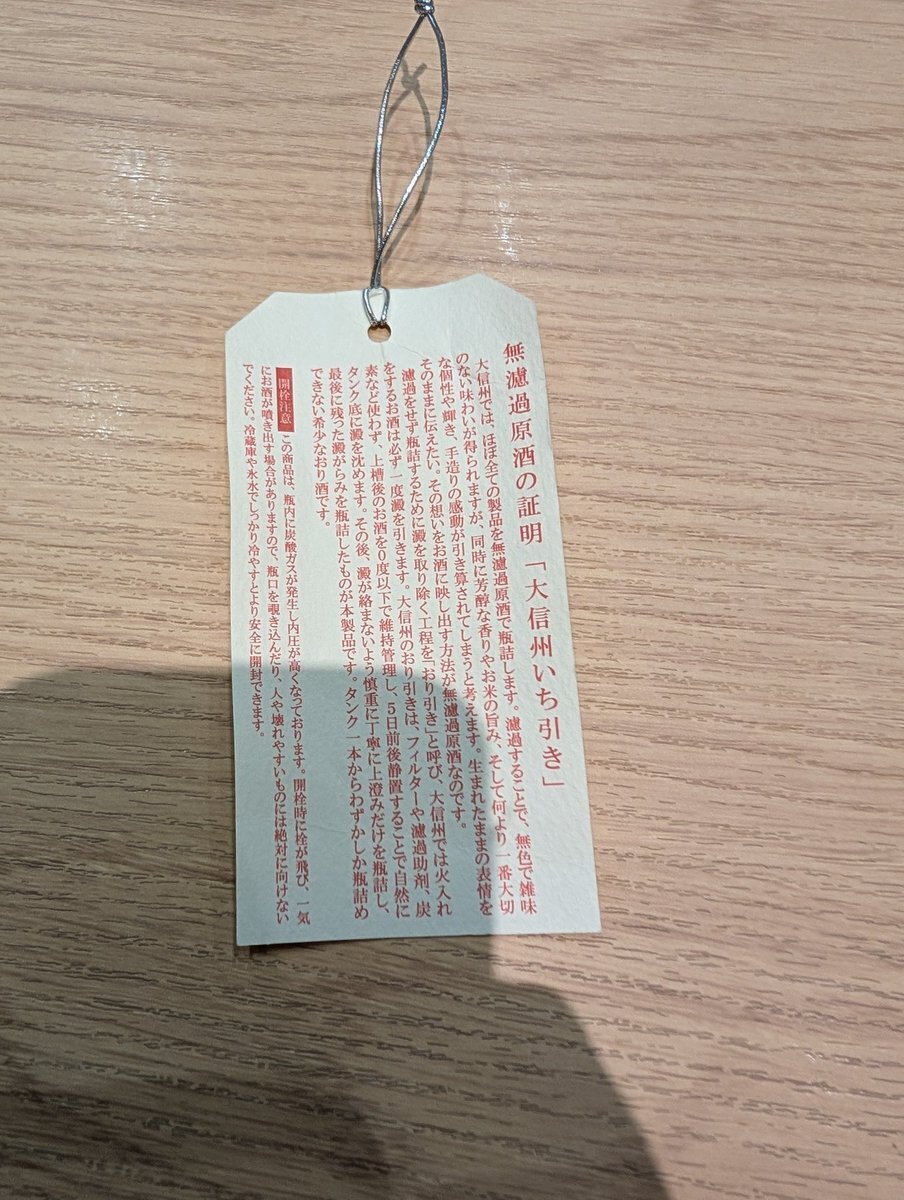 無濾過原酒の証明「大信州いち引き」
大信州では、ほぼ全ての製品を無濾過原酒で瓶詰します。濾過することで、無色で雑味
のない味わいが得られますが、同時に芳醇な香りやお米の旨み、そして何より一番大切
な個性や輝き、手造りの感動が引き算されてしまうと考えます。生まれたままの表情を
そのままに伝えたい。その想いをお酒に映し出す方法が無濾過原酒なのです。
濾過をせず瓶詰するために澱を取り除く工程を「おり引き」と呼び、大信州では火入れ
をするお酒は必ず一度澱を引きます。大信州のおり引きは、フィルターや濾過助剤、炭
素など使わず、上槽後のお酒を0度以下で維持管理し、5日前後静置することで自然に
タンク底に澱を沈めます。その後、澱が絡まないよう慎重に丁寧に上澄みだけを瓶詰し、
最後に残った澱がらみを瓶詰したものが本製品です。タンク一本からわずかしか瓶詰め
できない希少なおり酒です。
開栓注意 この商品は、瓶内に炭酸ガスが発生し内圧が高くなっております。開栓時に栓が飛び、一気
にお酒が噴き出す場合がありますので、瓶口を覗き込んだり、人や壊れやすいものには絶対に向けない
でください。冷蔵庫や氷水でしっかり冷やすとより安全に開封できます。